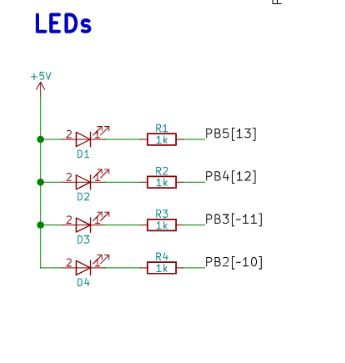 LEDs
+5V
2 1 R1 1k PB5[13]
D1
2 1 R2 1k PB4[12]
D2
2 1 R3 1k PB3[~11]
D3
2 1 R4 1k PB2[~10]
D4